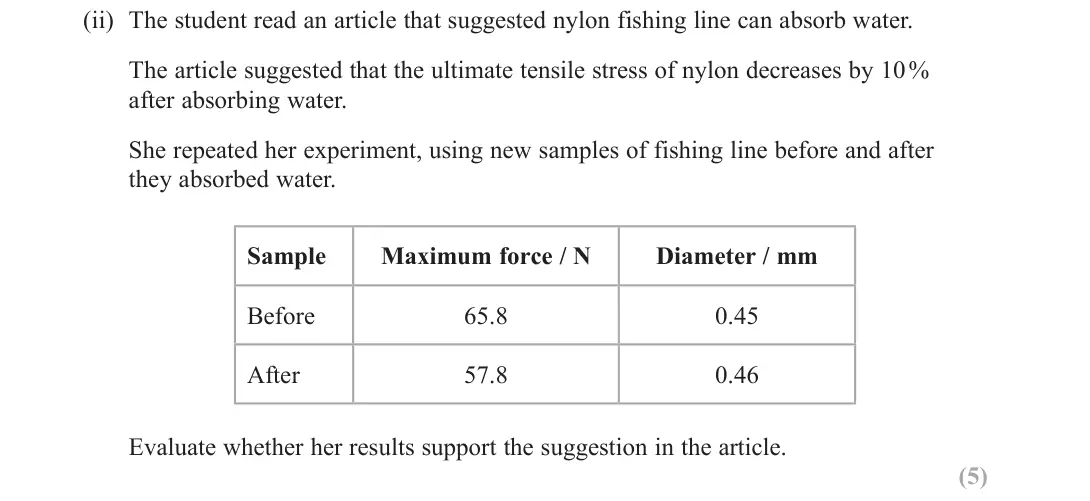 (ii) The student read an article that suggested nylon fishing line can absorb water.
The article suggested that the ultimate tensile stress of nylon decreases by 10%
after absorbing water.
She repeated her experiment, using new samples of fishing line before and after
they absorbed water.
Sample Maximum force / N Diameter / mm
Before 65.8 0.45
After 57.8 0.46
Evaluate whether her results support the suggestion in the article.
(5)